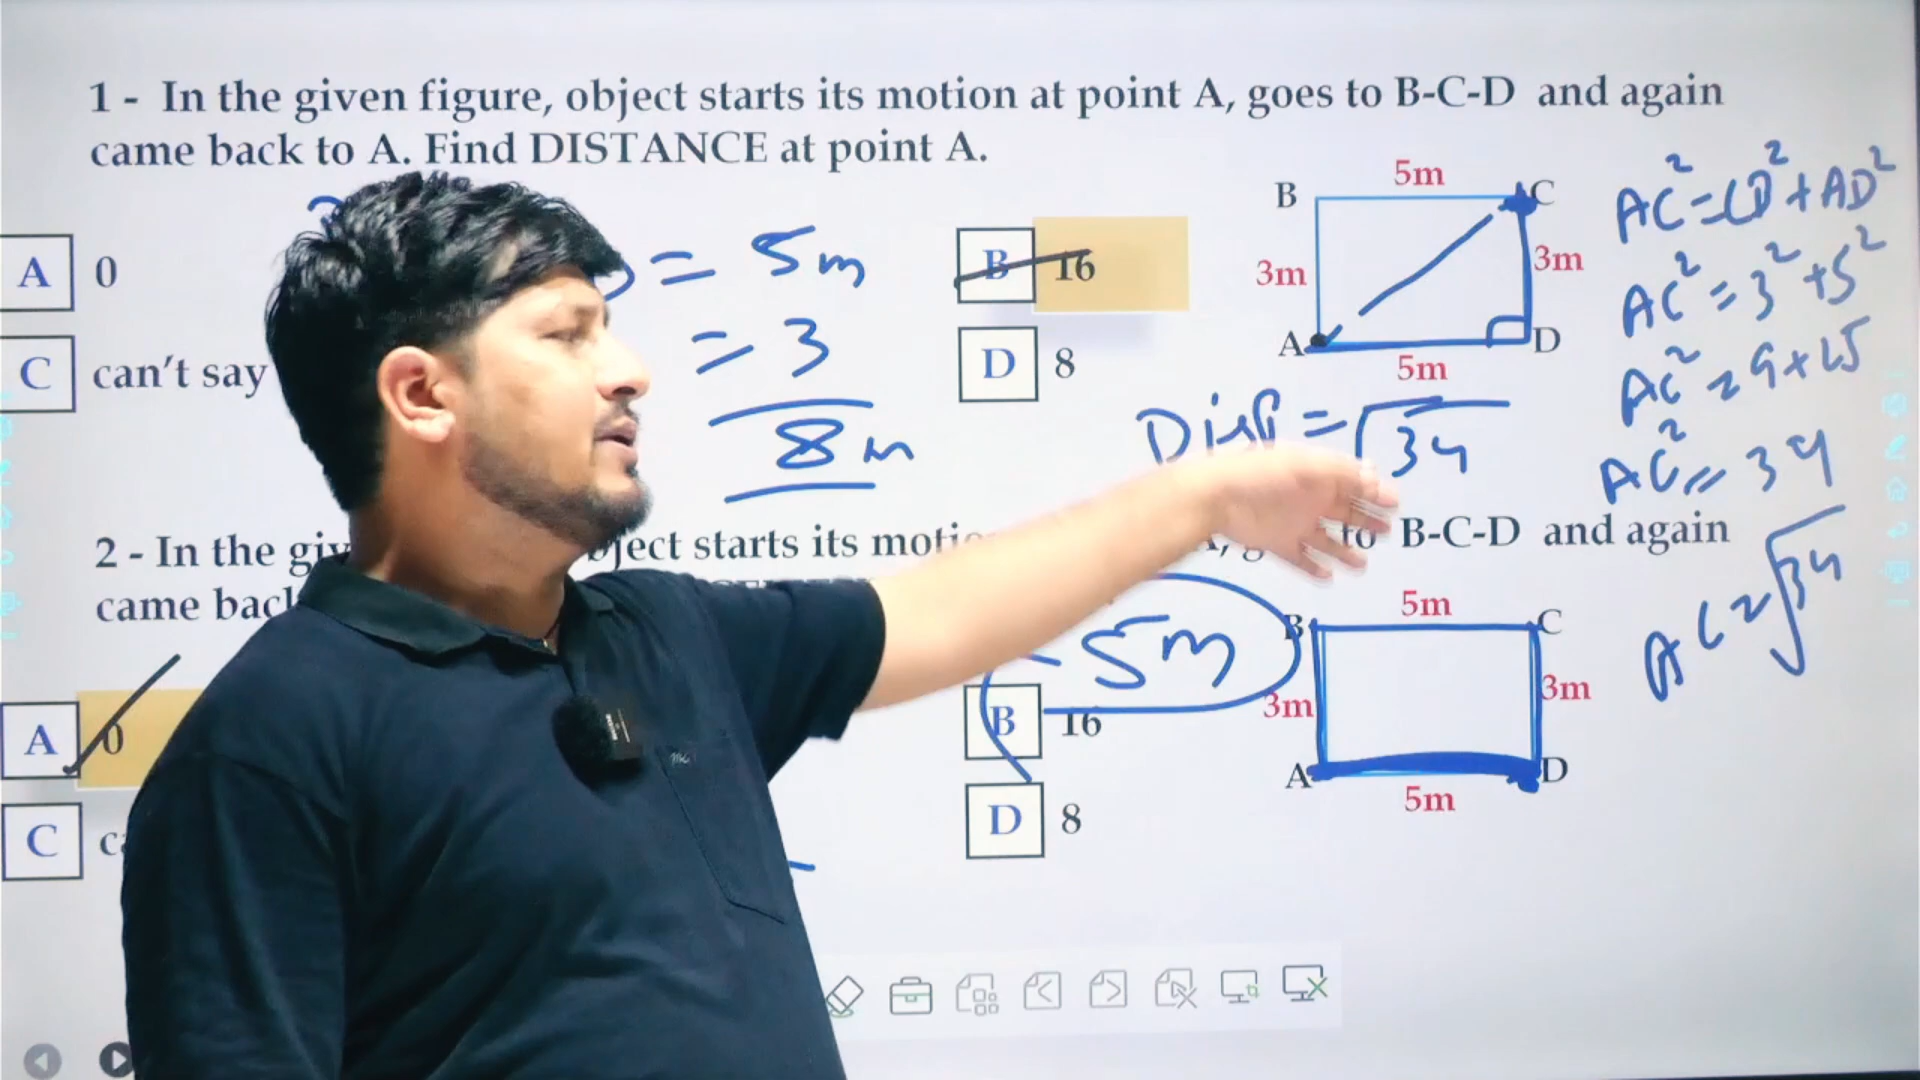 1 - In the given figure, object starts its motion at point A, goes to B-C-D and again
came back to A. Find DISTANCE at point A.
A 0
B 16
C can't say
D 8
= 5m
= 3
8m
B 5m C
3m 3m
A D
5m
Disp = √34
AC² = CD² + AD²
AC² = 3² + 5²
AC² = 9 + 25
AC² = 34
AC = √34
2 - In the ject starts its to B-C-D and again
came
5m
A 0
B 16
C
D 8
B 5m C
3m 3m
A D
5m